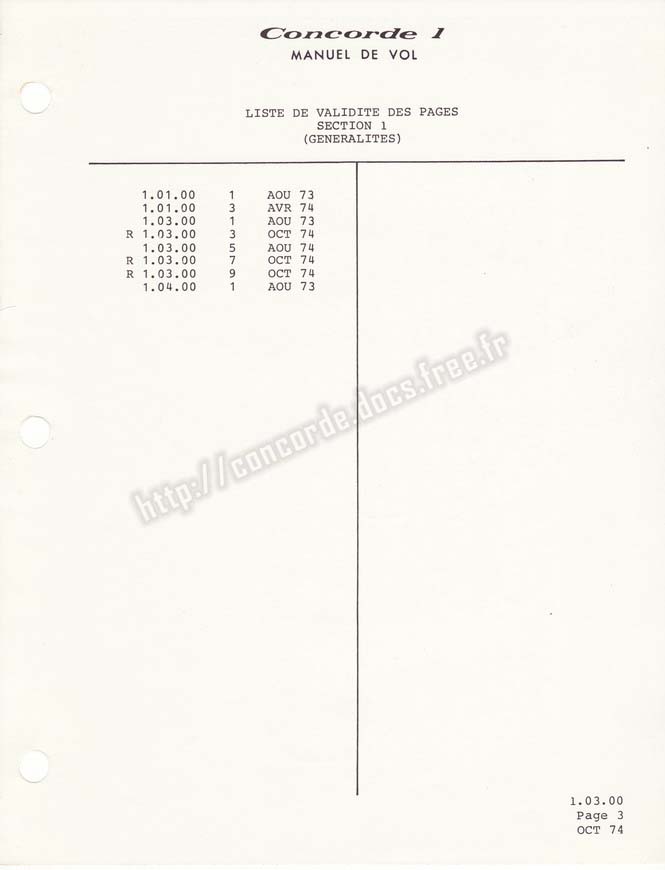 Concorde 1
MANUEL DE VOL
LISTE DE VALIDITE DES PAGES
SECTION 1
(GENERALITES)
1.01.00 1 AOU 73
1.01.00 3 AVR 74
1.03.00 1 AOU 73
R 1.03.00 3 OCT 74
1.03.00 5 AOU 74
R 1.03.00 7 OCT 74
R 1.03.00 9 OCT 74
1.04.00 1 AOU 73
http://concorde.docs.free.fr
1.03.00
Page 3
OCT 74